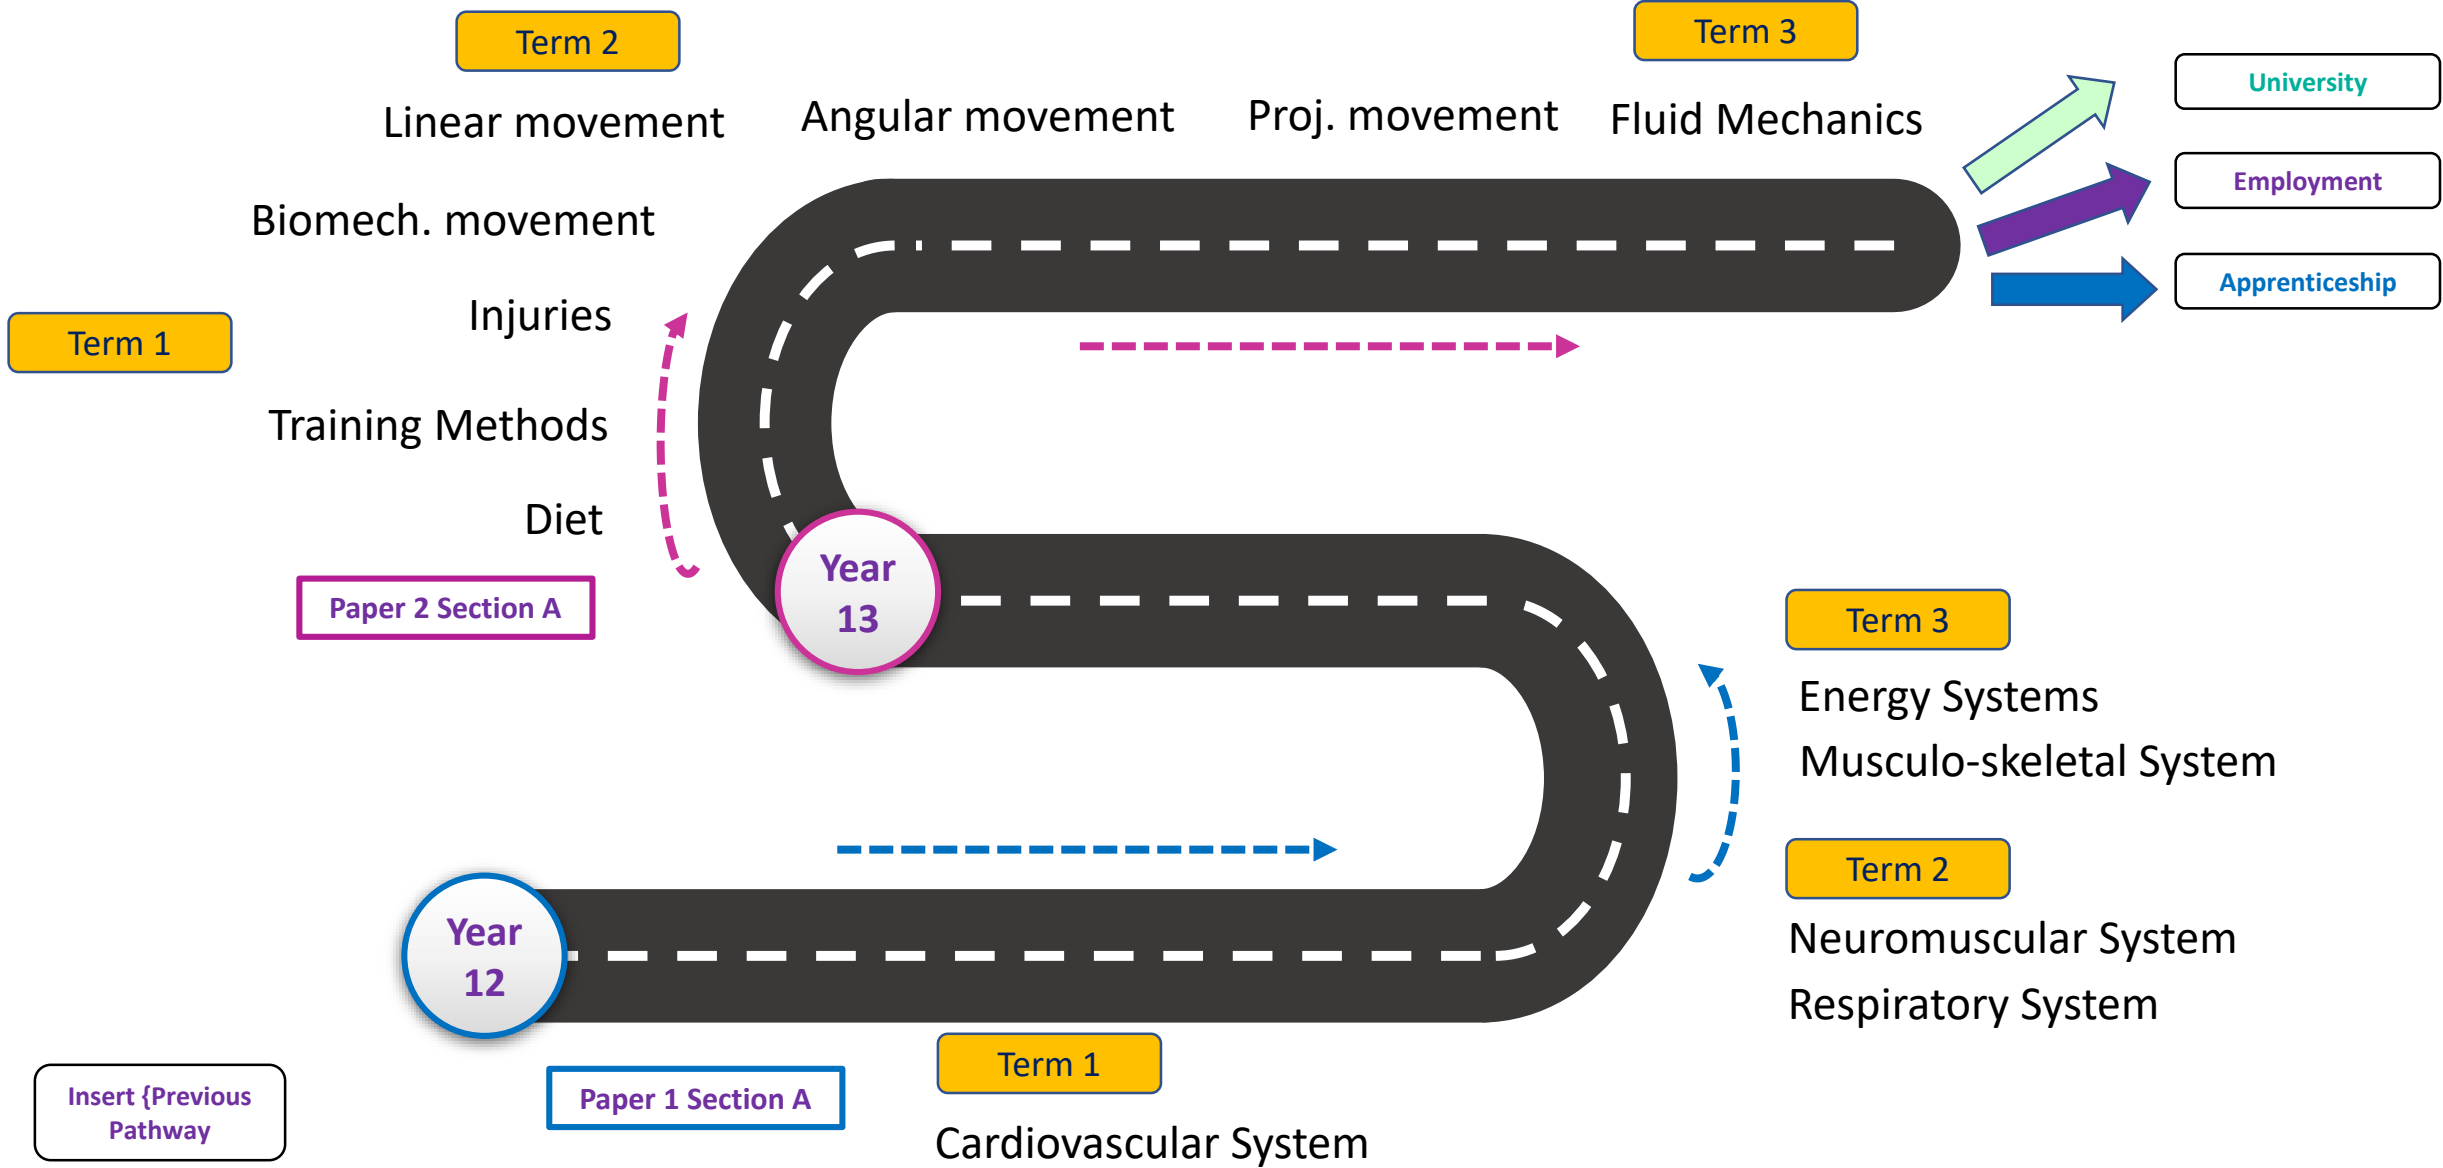 Term 2
Term 3
University
Linear movement
Angular movement
Proj. movement
Fluid Mechanics
Employment
Biomech. movement
Apprenticeship
Injuries
Term 1
Training Methods
Diet
Year
13
Paper 2 Section A
Term 3
Energy Systems
Musculo-skeletal System
Term 2
Year
12
Neuromuscular System
Respiratory System
Term 1
Insert {Previous
Pathway
Paper 1 Section A
Cardiovascular System